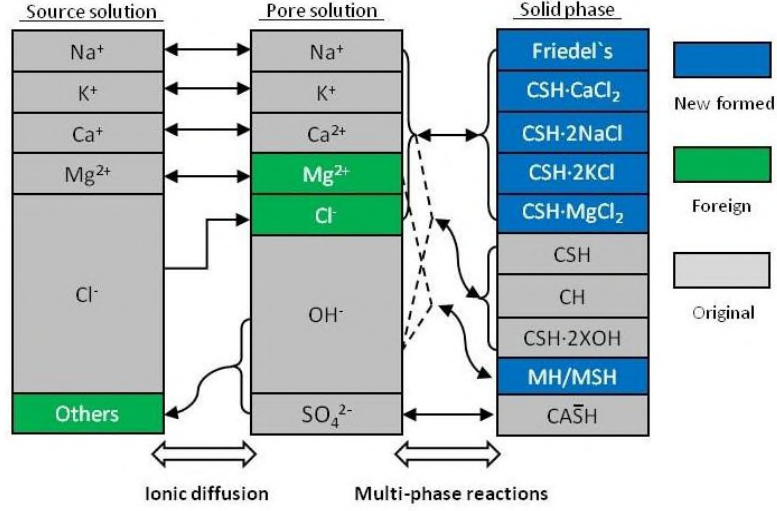 Source solution
Na⁺
K⁺
Ca⁺
Mg²⁺
Cl⁻
Others
Pore solution
Na⁺
K⁺
Ca²⁺
Mg²⁺
Cl⁻
OH⁻
SO₄²⁻
Solid phase
Friedel`s
CSH·CaCl₂
CSH·2NaCl
CSH·2KCl
CSH·MgCl₂
CSH
CH
CSH·2XOH
MH/MSH
CAS̄H
New formed
Foreign
Original
Ionic diffusion
Multi-phase reactions